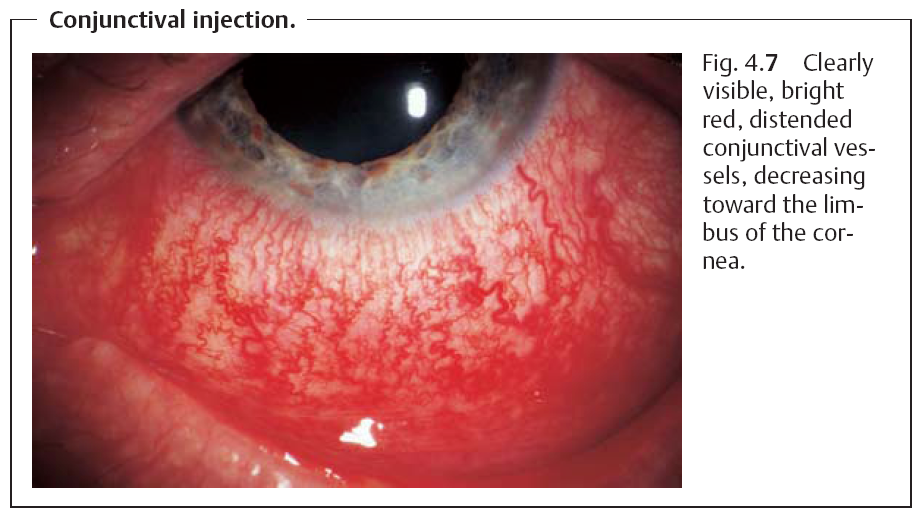 Conjunctival injection.
Fig. 4.7 Clearly
visible, bright
red, distended
conjunctival ves-
sels, decreasing
toward the lim-
bus of the cor-
nea.